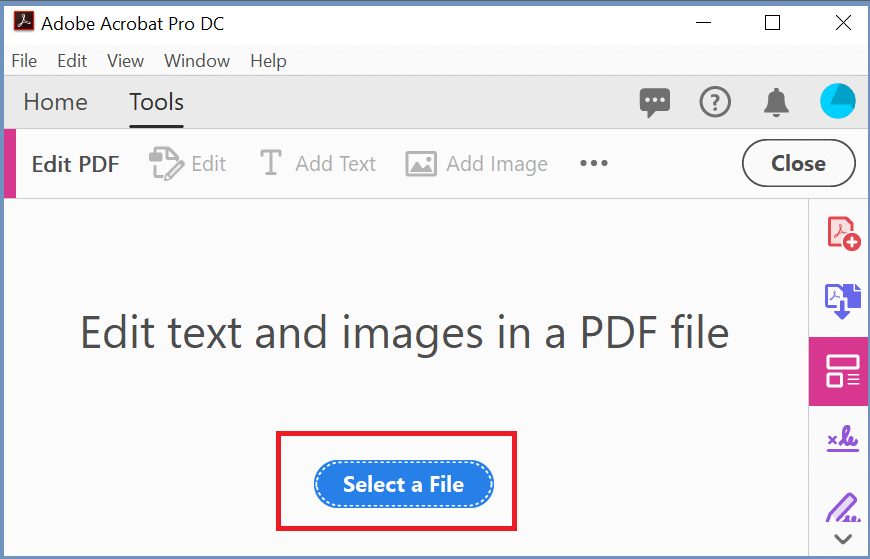 Adobe Acrobat Pro DC
File Edit View Window Help
Home Tools
Edit PDF Edit Add Text Add Image Close
Edit text and images in a PDF file
Select a File